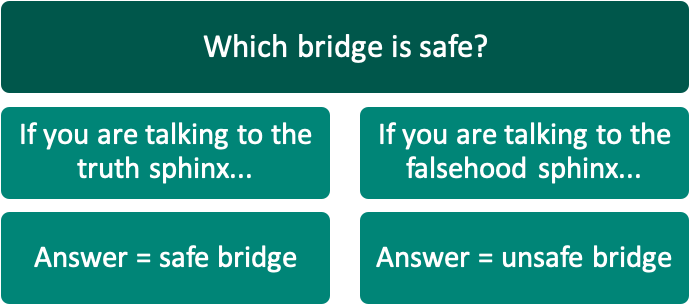 Which bridge is safe?
If you are talking to the
truth sphinx...
If you are talking to the
falsehood sphinx...
Answer = safe bridge
Answer = unsafe bridge